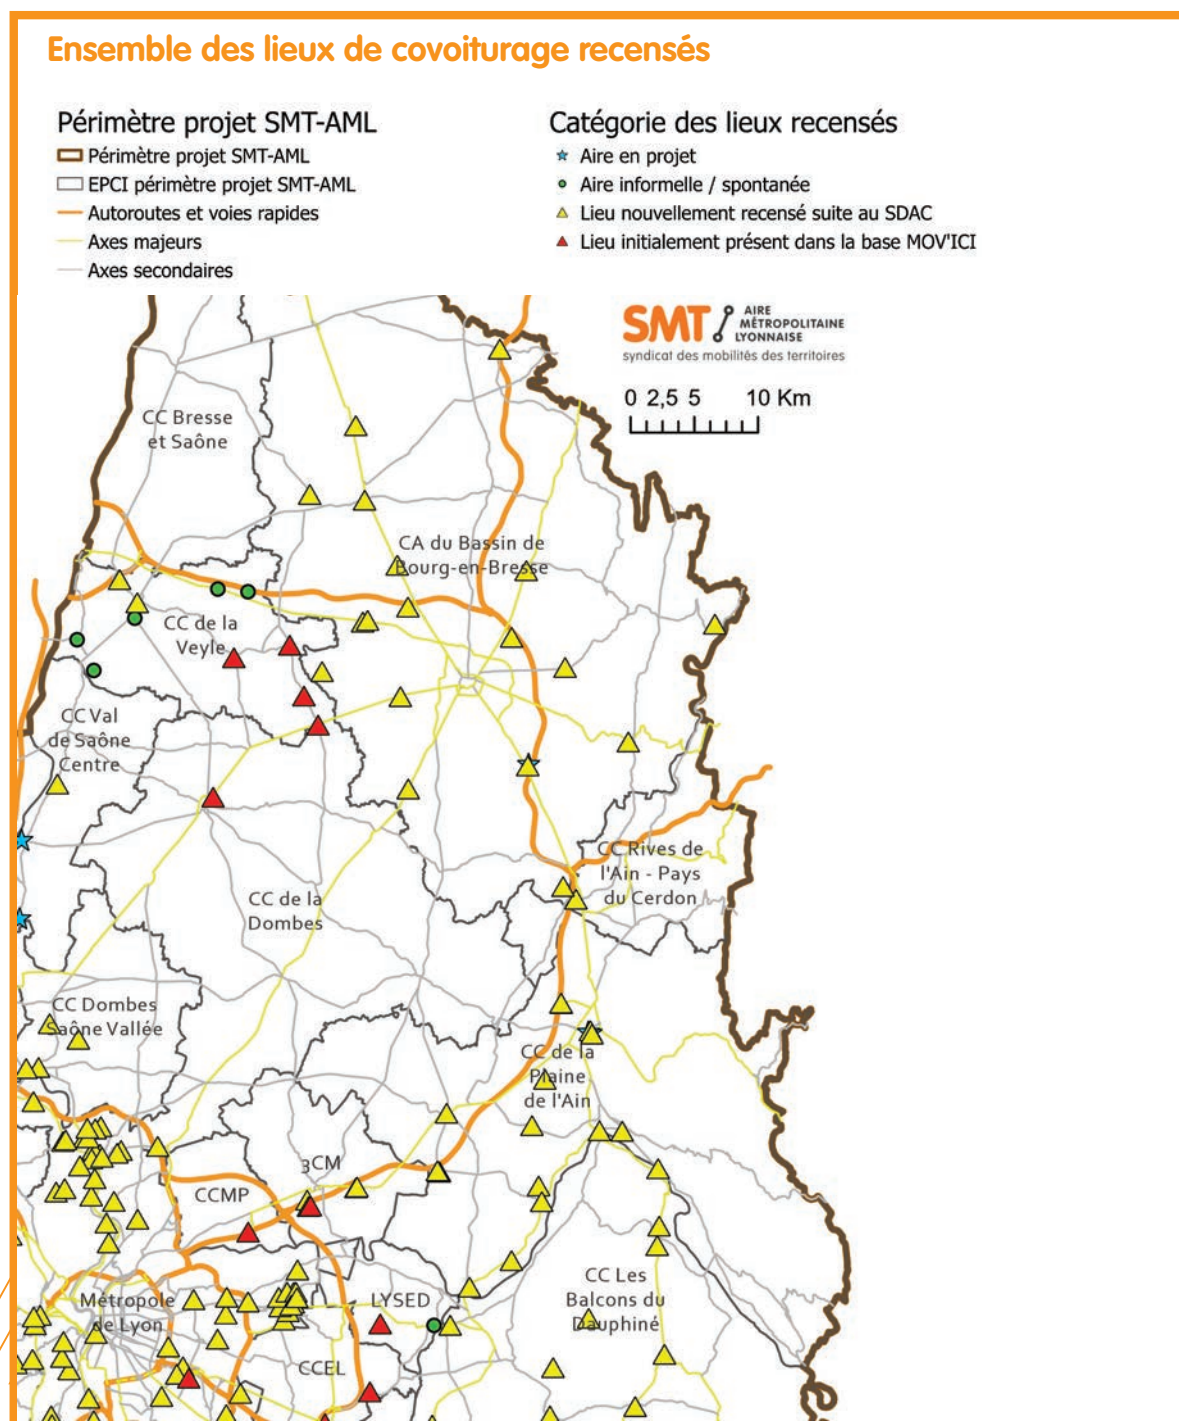 Ensemble des lieux de covoiturage recensés
Périmètre projet SMT-AML
Périmètre projet SMT-AML
EPCI périmètre projet SMT-AML
Autoroutes et voies rapides
Axes majeurs
Axes secondaires
Catégorie des lieux recensés
Aire en projet
Aire informelle / spontanée
Lieu nouvellement recensé suite au SDAC
Lieu initialement présent dans la base MOV'ICI
SMT
AIRE
MÉTROPOLITAINE
LYONNAISE
syndicat des mobilités des territoires
0 2,5 5 10 Km
CC Bresse
et Saône
CA du Bassin de
Bourg-en-Bresse
CC de la
Veyle
CC Val
de Saône
Centre
CC Rives de
l'Ain - Pays
du Cerdon
CC de la
Dombes
CC Dombes
Saône Vallée
CC de la
Plaine
de l'Ain
3CM
CCMP
CC Les
Balcons du
Dauphiné
Métropole
de Lyon
LYSED
CCEL